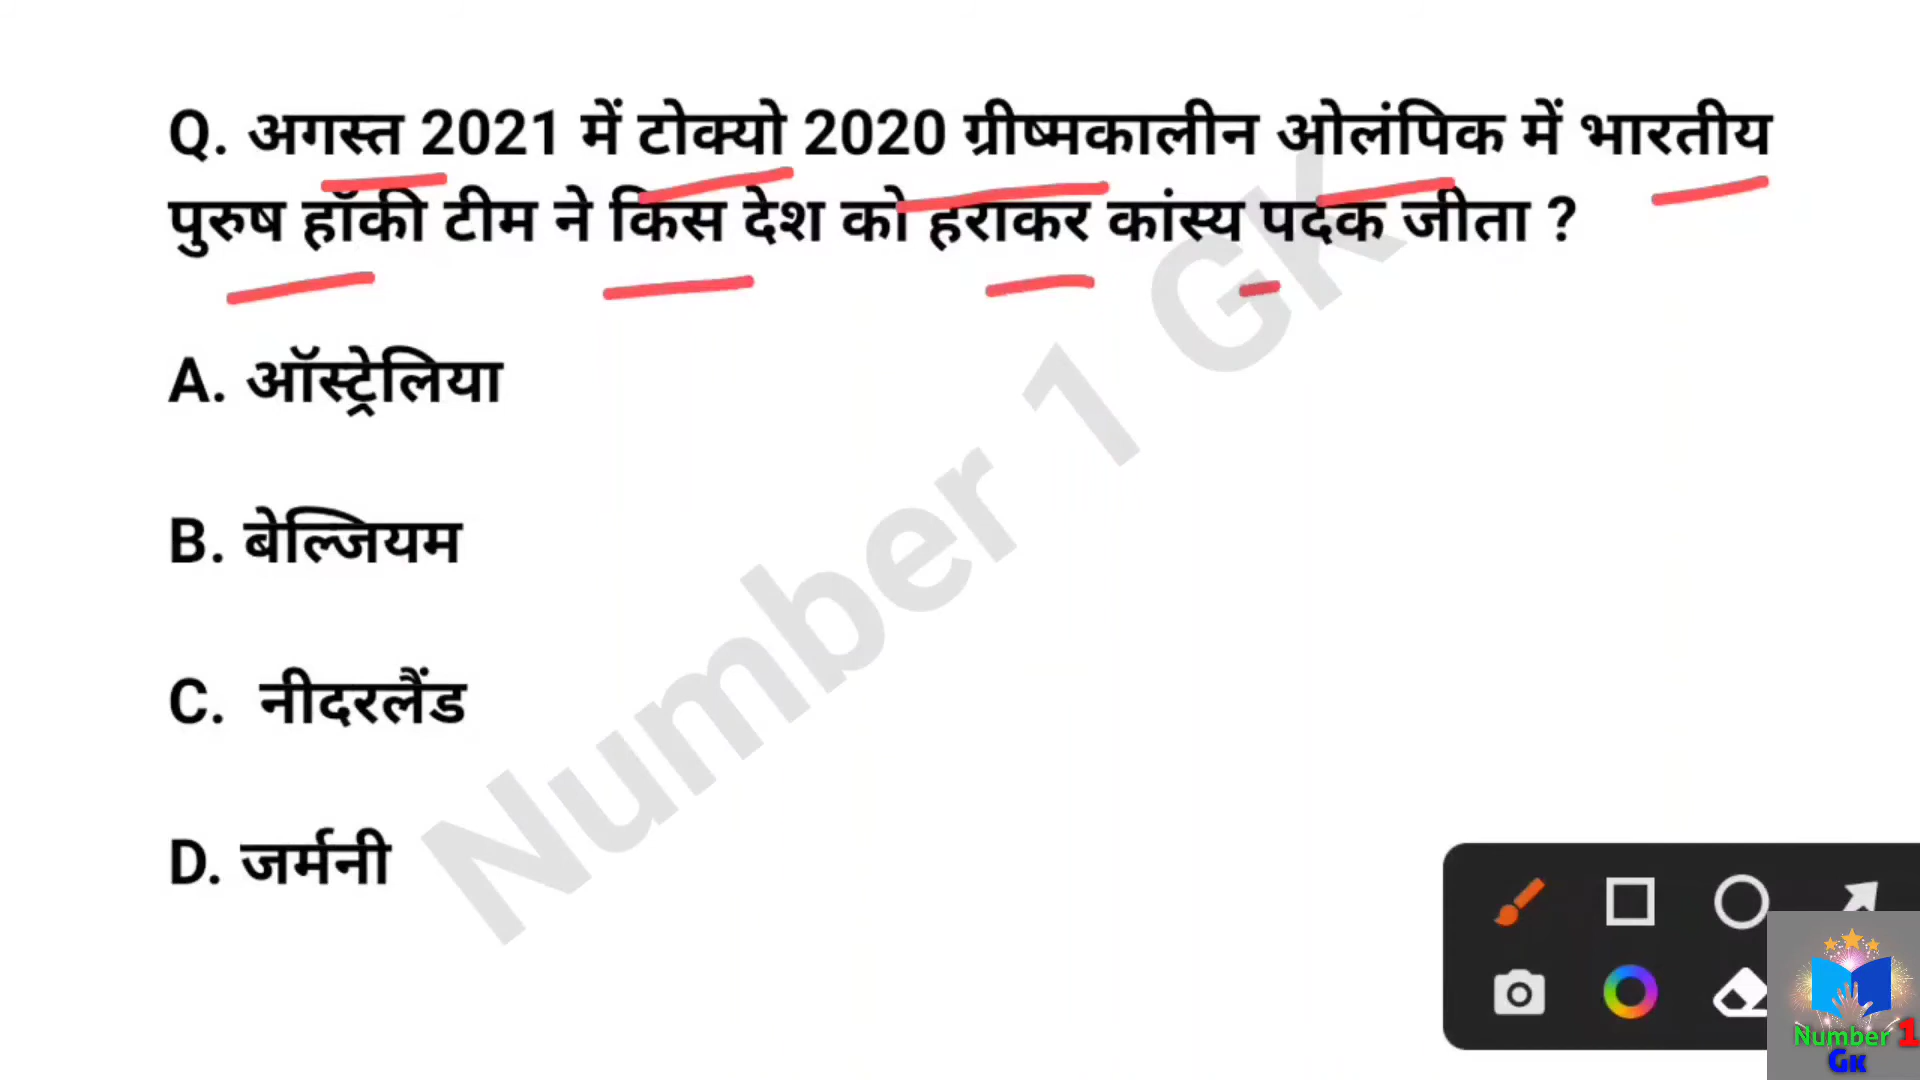 Q. अगस्त 2021 में टोक्यो 2020 ग्रीष्मकालीन ओलंपिक में भारतीय
पुरुष हॉकी टीम ने किस देश को हराकर कांस्य पदक जीता ?
A. ऑस्ट्रेलिया
B. बेल्जियम
C. नीदरलैंड
D. जर्मनी
Number 1 GK
Number 1
GK